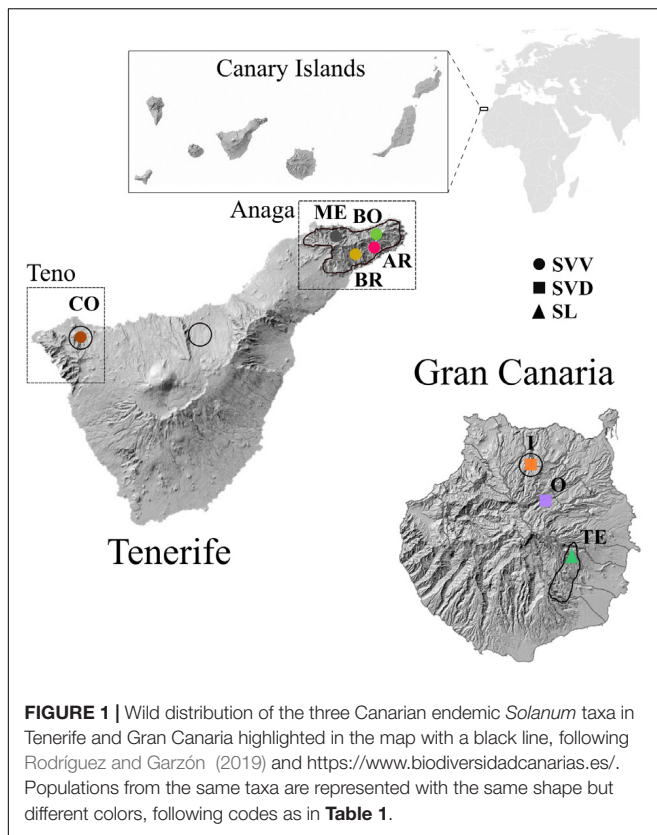 Canary Islands
Anaga
ME
BO
AR
BR
Teno
CO
SVV
SVD
SL
Gran Canaria
I
O
TE
Tenerife
FIGURE 1 | Wild distribution of the three Canarian endemic Solanum taxa in
Tenerife and Gran Canaria highlighted in the map with a black line, following
Rodríguez and Garzón (2019) and https://www.biodiversidadcanarias.es/.
Populations from the same taxa are represented with the same shape but
different colors, following codes as in Table 1.